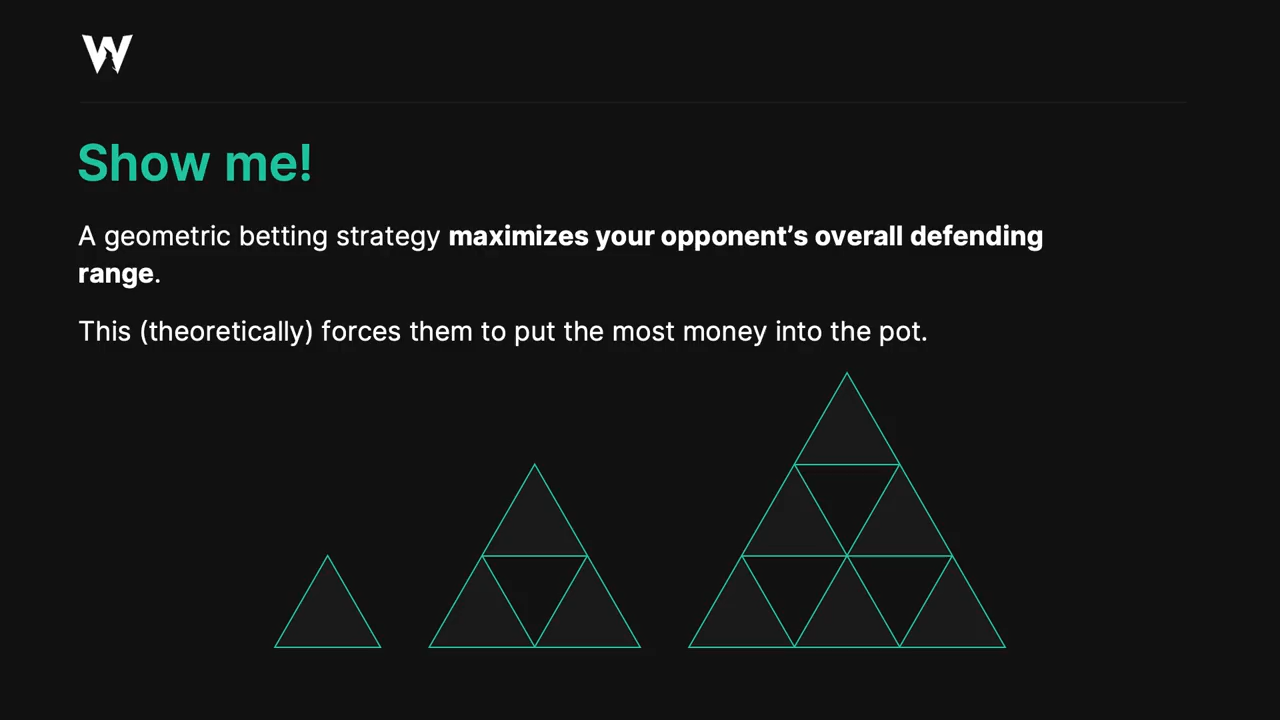 W
Show me!
A geometric betting strategy maximizes your opponent’s overall defending
range.
This (theoretically) forces them to put the most money into the pot.